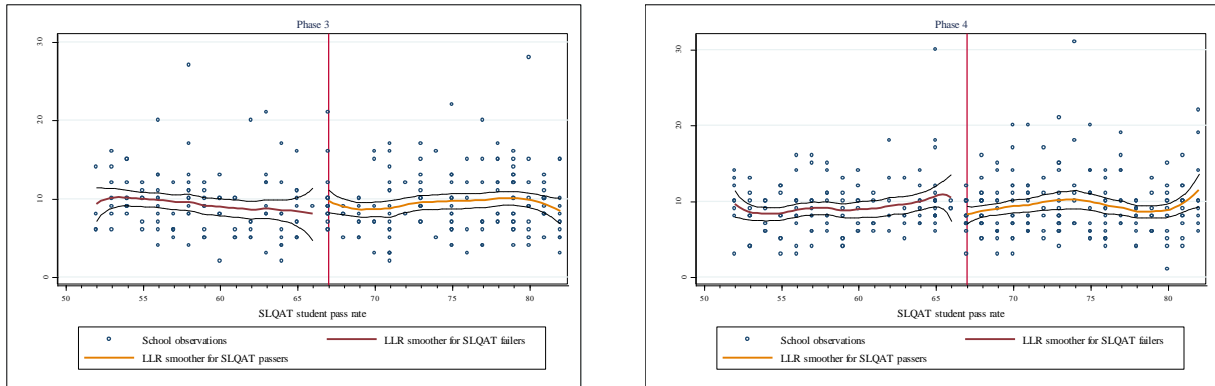 Phase 3
30
20
10
0
50 55 60 65 70 75 80
SLQAT student pass rate
School observations LLR smoother for SLQAT failers
LLR smoother for SLQAT passers
Phase 4
30
20
10
0
50 55 60 65 70 75 80
SLQAT student pass rate
School observations LLR smoother for SLQAT failers
LLR smoother for SLQAT passers